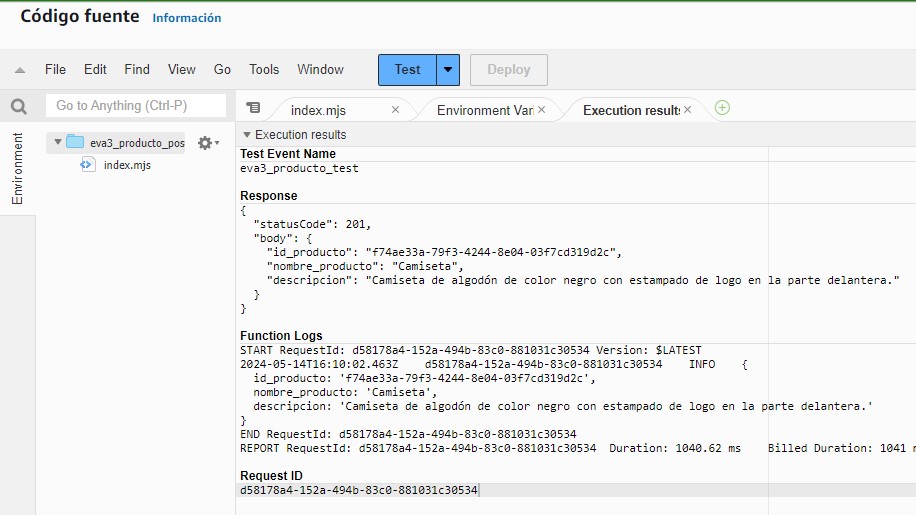 Código fuente Información
File Edit Find View Go Tools Window Test Deploy
Go to Anything (Ctrl-P)
index.mjs Environment Var Execution results
Environment
eva3_producto_pos
index.mjs
Execution results
Test Event Name
eva3_producto_test
Response
{
  "statusCode": 201,
  "body": {
    "id_producto": "f74ae33a-79f3-4244-8e04-03f7cd319d2c",
    "nombre_producto": "Camiseta",
    "descripcion": "Camiseta de algodón de color negro con estampado de logo en la parte delantera."
  }
}
Function Logs
START RequestId: d58178a4-152a-494b-83c0-881031c30534 Version: $LATEST
2024-05-14T16:10:02.463Z    d58178a4-152a-494b-83c0-881031c30534    INFO    {
  id_producto: 'f74ae33a-79f3-4244-8e04-03f7cd319d2c',
  nombre_producto: 'Camiseta',
  descripcion: 'Camiseta de algodón de color negro con estampado de logo en la parte delantera.'
}
END RequestId: d58178a4-152a-494b-83c0-881031c30534
REPORT RequestId: d58178a4-152a-494b-83c0-881031c30534  Duration: 1040.62 ms    Billed Duration: 1041
Request ID
d58178a4-152a-494b-83c0-881031c30534